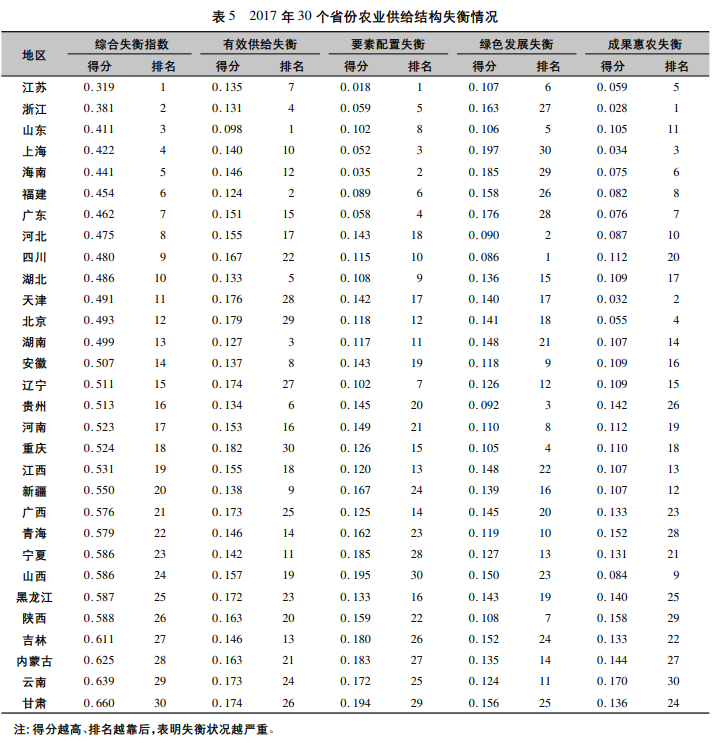 表 5 2017 年 30 个省份农业供给结构失衡情况
地区 综合失衡指数 有效供给失衡 要素配置失衡 绿色发展失衡 成果惠农失衡
得分 排名 得分 排名 得分 排名 得分 排名 得分 排名
江苏 0.319 1 0.135 7 0.018 1 0.107 6 0.059 5
浙江 0.381 2 0.131 4 0.059 5 0.163 27 0.028 1
山东 0.411 3 0.098 1 0.102 8 0.106 5 0.105 11
上海 0.422 4 0.140 10 0.052 3 0.197 30 0.034 3
海南 0.441 5 0.146 12 0.035 2 0.185 29 0.075 6
福建 0.454 6 0.124 2 0.089 6 0.158 26 0.082 8
广东 0.462 7 0.151 15 0.058 4 0.176 28 0.076 7
河北 0.475 8 0.155 17 0.143 18 0.090 2 0.087 10
四川 0.480 9 0.167 22 0.115 10 0.086 1 0.112 20
湖北 0.486 10 0.133 5 0.108 9 0.136 15 0.109 17
天津 0.491 11 0.176 28 0.142 17 0.140 17 0.032 2
北京 0.493 12 0.179 29 0.118 12 0.141 18 0.055 4
湖南 0.499 13 0.127 3 0.117 11 0.148 21 0.107 14
安徽 0.507 14 0.137 8 0.143 19 0.118 9 0.109 16
辽宁 0.511 15 0.174 27 0.102 7 0.126 12 0.109 15
贵州 0.513 16 0.134 6 0.145 20 0.092 3 0.142 26
河南 0.523 17 0.153 16 0.149 21 0.110 8 0.112 19
重庆 0.524 18 0.182 30 0.126 15 0.105 4 0.110 18
江西 0.531 19 0.155 18 0.120 13 0.148 22 0.107 13
新疆 0.550 20 0.138 9 0.167 24 0.139 16 0.107 12
广西 0.576 21 0.173 25 0.125 14 0.145 20 0.133 23
青海 0.579 22 0.146 14 0.162 23 0.119 10 0.152 28
宁夏 0.586 23 0.142 11 0.185 28 0.127 13 0.131 21
山西 0.586 24 0.157 19 0.195 30 0.150 23 0.084 9
黑龙江 0.587 25 0.172 23 0.133 16 0.143 19 0.140 25
陕西 0.588 26 0.163 20 0.159 22 0.108 7 0.158 29
吉林 0.611 27 0.146 13 0.180 26 0.152 24 0.133 22
内蒙古 0.625 28 0.163 21 0.183 27 0.135 14 0.144 27
云南 0.639 29 0.173 24 0.172 25 0.124 11 0.170 30
甘肃 0.660 30 0.174 26 0.194 29 0.156 25 0.136 24
注:得分越高、排名越靠后,表明失衡状况越严重。